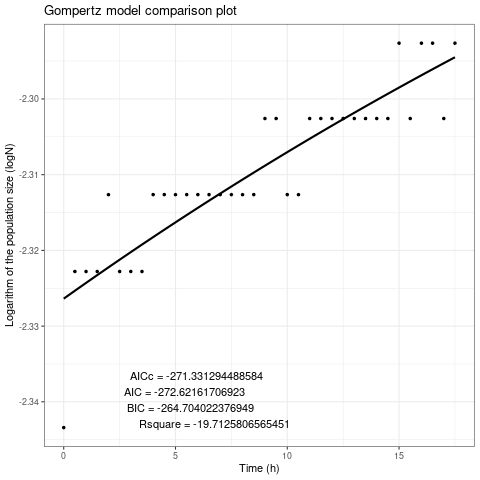 Gompertz model comparison plot
Logarithm of the population size (logN)
-2.30
-2.31
-2.32
-2.33
-2.34
AICc = -271.331294488584
AIC = -272.62161706923
BIC = -264.704022376949
Rsquare = -19.7125806565451
0 5 10 15
Time (h)